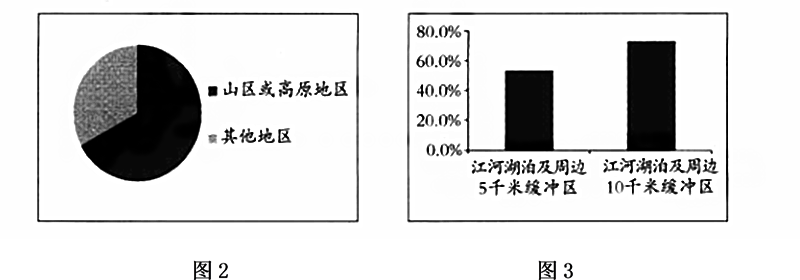 山区或高原地区
其他地区
80.0%
60.0%
40.0%
20.0%
0.0%
江河湖泊及周边
5千米缓冲区
江河湖泊及周边
10千米缓冲区
图2
图3